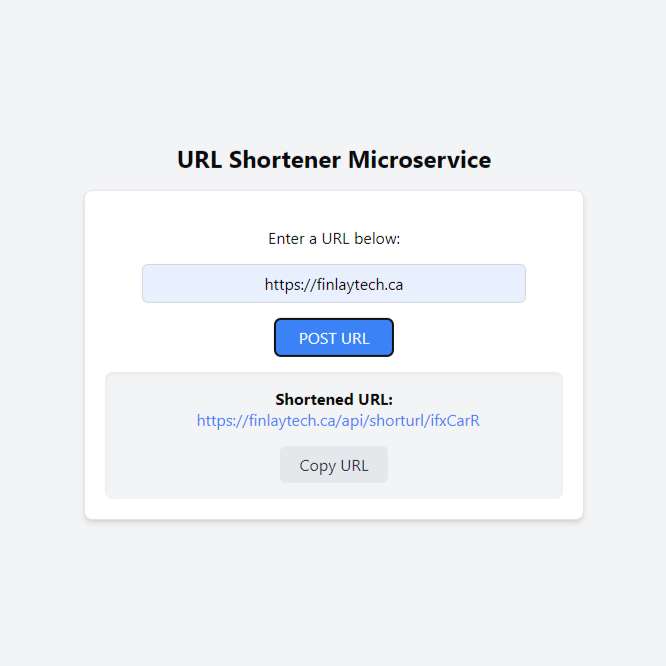 URL Shortener Microservice
Enter a URL below:
https://finlaytech.ca
POST URL
Shortened URL:
https://finlaytech.ca/api/shorturl/ifxCarR
Copy URL